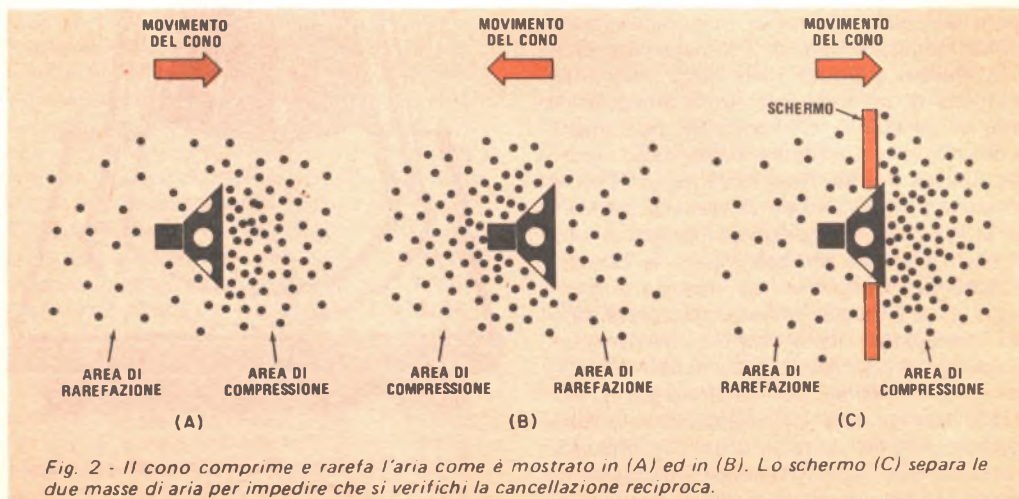 MOVIMENTO
DEL CONO
MOVIMENTO
DEL CONO
MOVIMENTO
DEL CONO
SCHERMO
AREA DI
RAREFAZIONE
AREA DI
COMPRESSIONE
AREA DI
COMPRESSIONE
AREA DI
RAREFAZIONE
AREA DI
RAREFAZIONE
AREA DI
COMPRESSIONE
(A)
(B)
(C)
Fig. 2 - Il cono comprime e rarefa l'aria come è mostrato in (A) ed in (B). Lo schermo (C) separa le
due masse di aria per impedire che si verifichi la cancellazione reciproca.